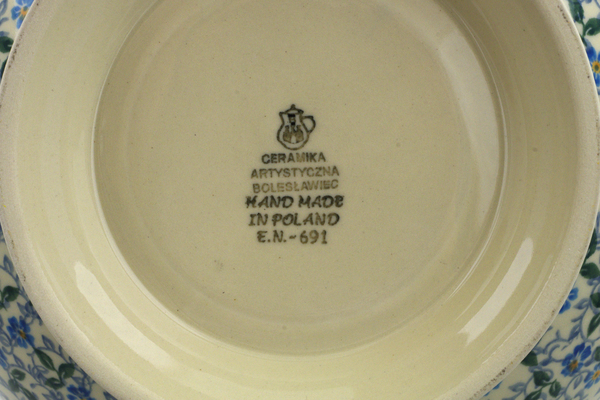 CERAMIKA
ARTYSTYCZNA
BOLESŁAWIEC
HAND MADE
IN POLAND
E.N.-691